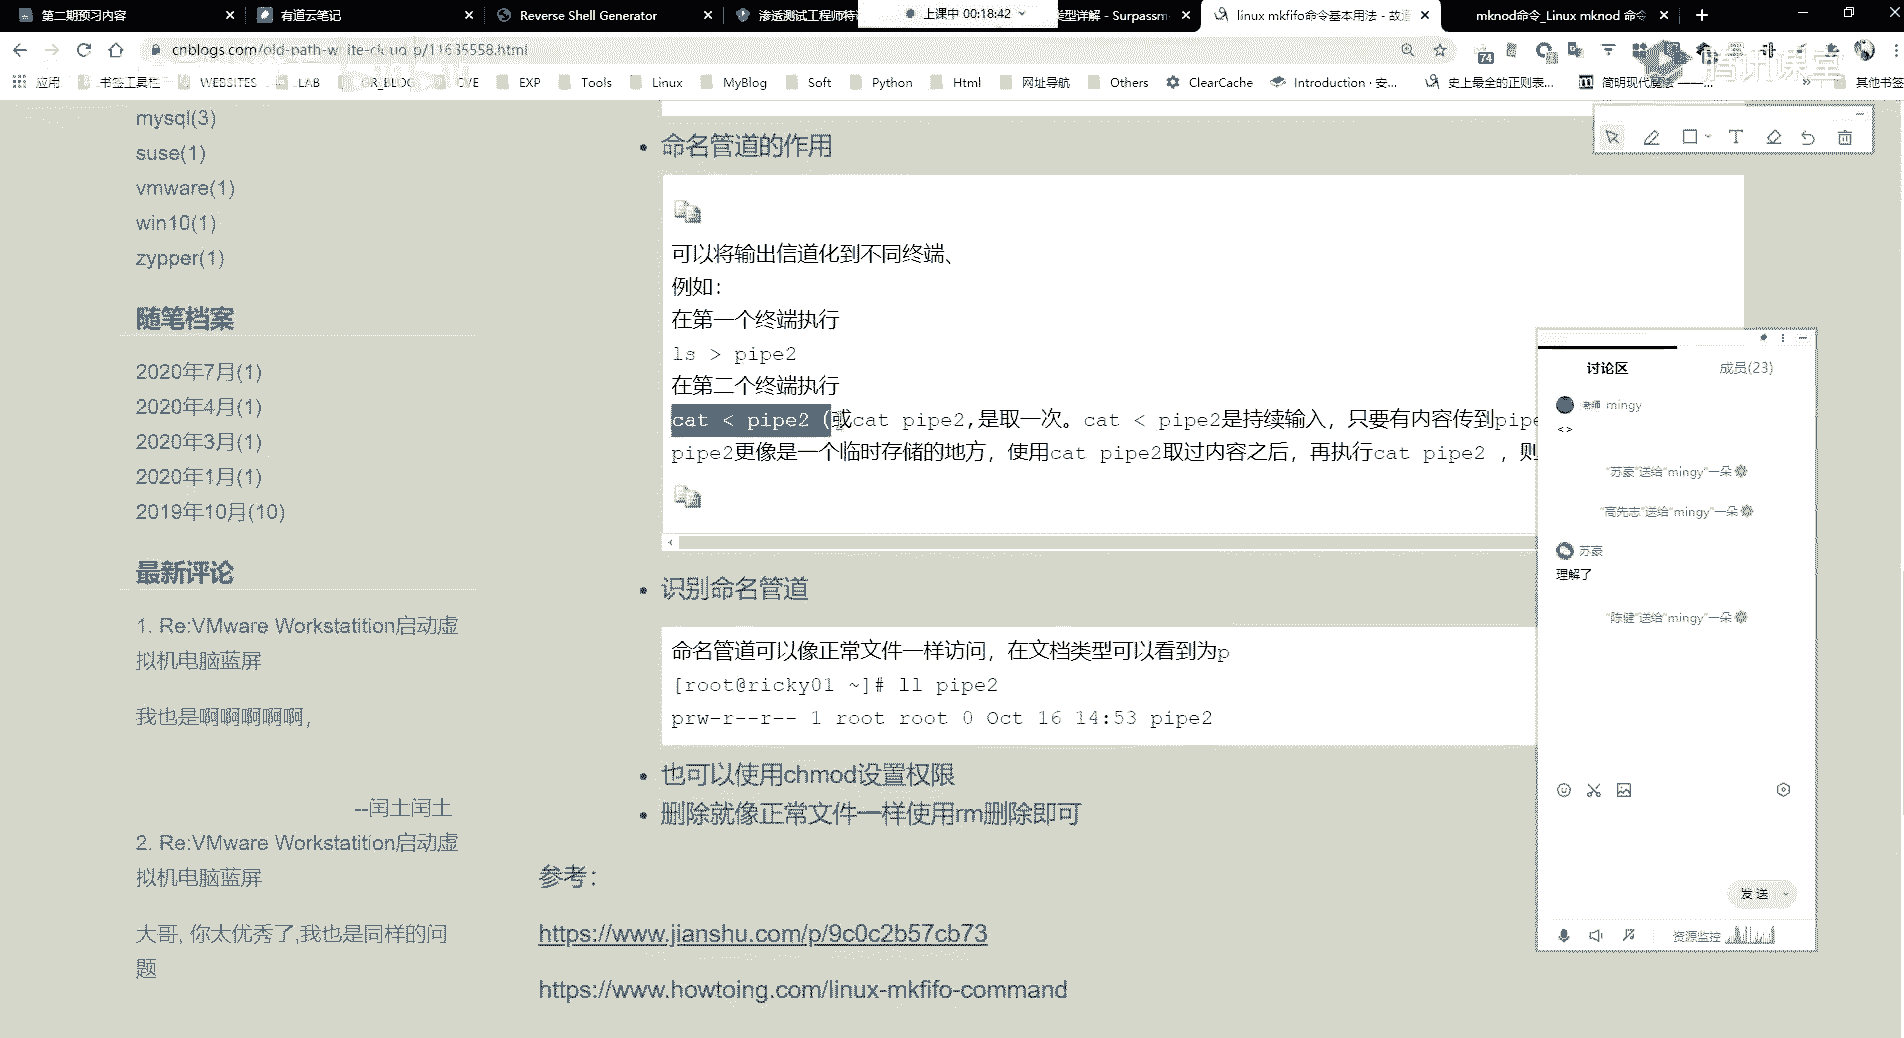 第二期预习内容
有道云笔记
Reverse Shell Generator
渗透测试工程师特
上课中 00:18:42
类型详解 - Surpassm
linux mkfifo命令基本用法 - 故道
mknod命令_Linux mknod 命令
cnblogs.com/old-path-white-cloud/p/11635558.html
74
应用
书签工具栏
WEBSITES
LAB
GR_BLOG
CVE
EXP
Tools
Linux
MyBlog
Soft
Python
Html
网址导航
Others
ClearCache
Introduction · 安...
史上最全的正则表...
简明现代魔法 ——...
其他书签
腾讯课堂
mysql(3)
suse(1)
vmware(1)
win10(1)
zypper(1)
随笔档案
2020年7月(1)
2020年4月(1)
2020年3月(1)
2020年1月(1)
2019年10月(10)
最新评论
1. Re:VMware Workstatition启动虚
拟机电脑蓝屏
我也是啊啊啊啊啊,
--闰土闰土
2. Re:VMware Workstatition启动虚
拟机电脑蓝屏
大哥, 你太优秀了,我也是同样的问
题
命名管道的作用
可以将输出信道化到不同终端、
例如:
在第一个终端执行
ls > pipe2
在第二个终端执行
cat < pipe2 (或cat pipe2,是取一次。cat < pipe2是持续输入, 只要有内容传到pipe
pipe2更像是一个临时存储的地方, 使用cat pipe2取过内容之后, 再执行cat pipe2 , 则
识别命名管道
命名管道可以像正常文件一样访问, 在文档类型可以看到为p
[root@ricky01 ~]# ll pipe2
prw-r--r-- 1 root root 0 Oct 16 14:53 pipe2
也可以使用chmod设置权限
删除就像正常文件一样使用rm删除即可
参考:
https://www.jianshu.com/p/9c0c2b57cb73
https://www.howtoing.com/linux-mkfifo-command
讨论区
成员(23)
老师 mingy
<>
"苏豪"送给"mingy"一朵
"高先志"送给"mingy"一朵
苏豪
理解了
"陈健"送给"mingy"一朵
发送
资源监控